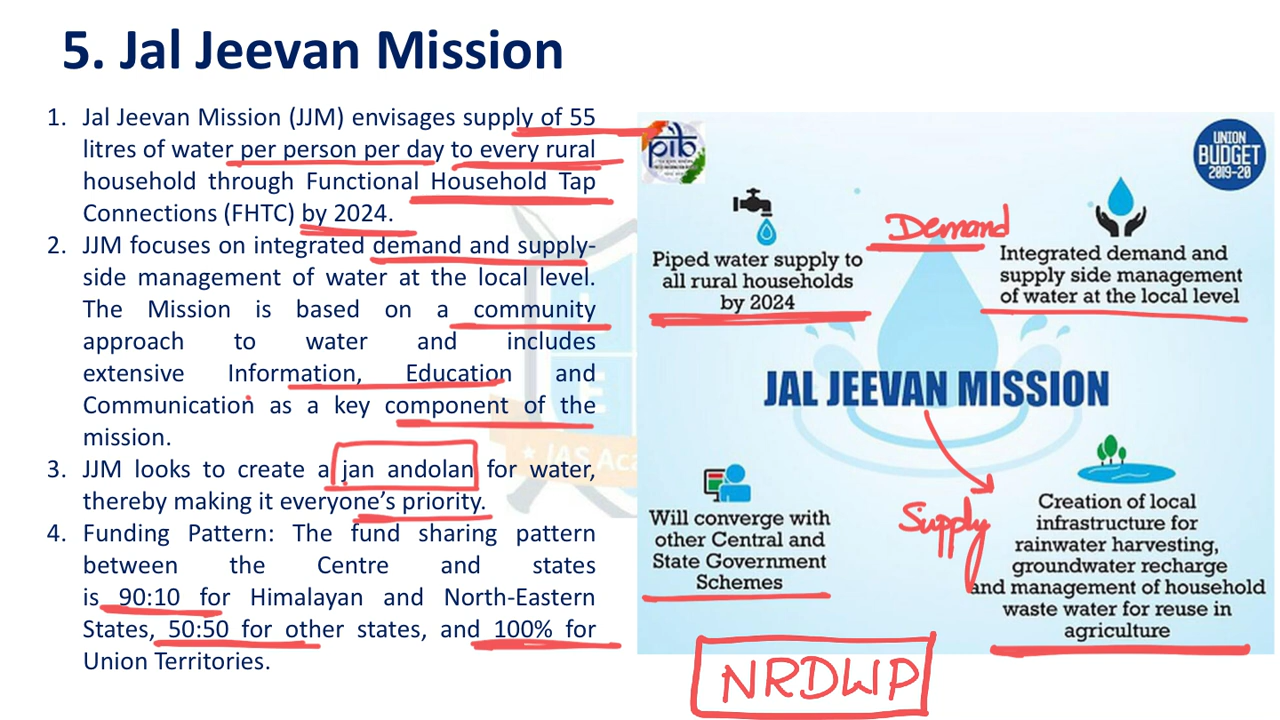 5. Jal Jeevan Mission
1. Jal Jeevan Mission (JJM) envisages supply of 55
litres of water per person per day to every rural
household through Functional Household Tap
Connections (FHTC) by 2024.
2. JJM focuses on integrated demand and supply-
side management of water at the local level.
The Mission is based on a community
approach to water and includes
extensive Information, Education and
Communication as a key component of the
mission.
3. JJM looks to create a jan andolan for water,
thereby making it everyone's priority.
4. Funding Pattern: The fund sharing pattern
between the Centre and states
is 90:10 for Himalayan and North-Eastern
States, 50:50 for other states, and 100% for
Union Territories.
pib
UNION
BUDGET
2019-20
Piped water supply to
all rural households
by 2024
Demand
Integrated demand and
supply side management
of water at the local level
JAL JEEVAN MISSION
Will converge with
other Central and
State Government
Schemes
Supply
Creation of local
infrastructure for
rainwater harvesting,
groundwater recharge
and management of household
waste water for reuse in
agriculture
NRDWP